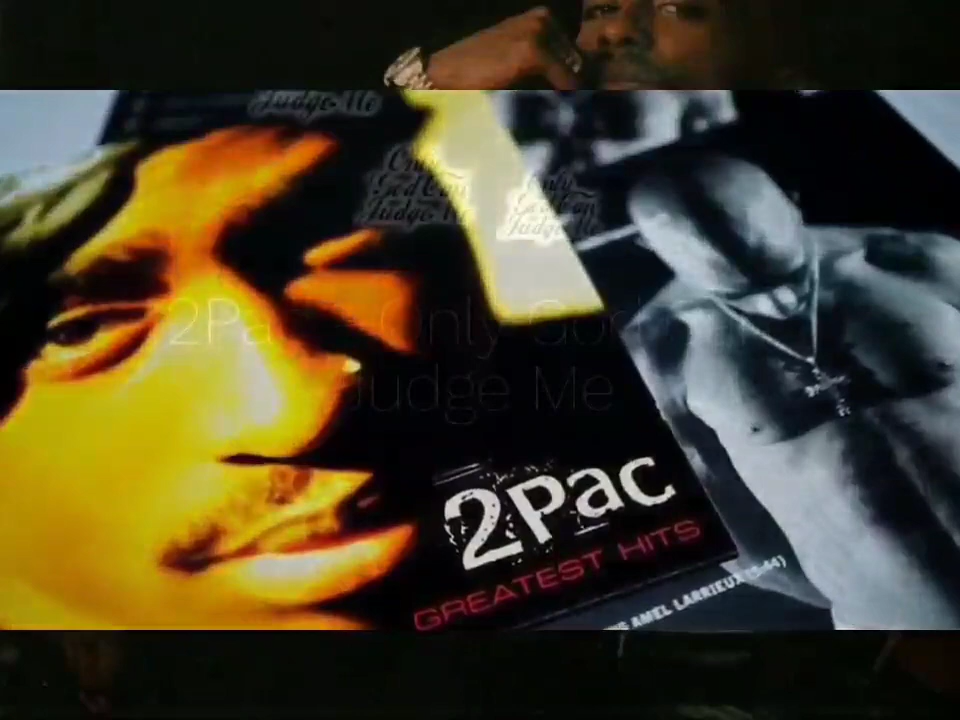 Judge Me
Only
God Can
Judge Me
Only
God Can
Judge Me
2Pac Only God
Judge Me
2Pac
GREATEST HITS
AMEL LARRIEUX